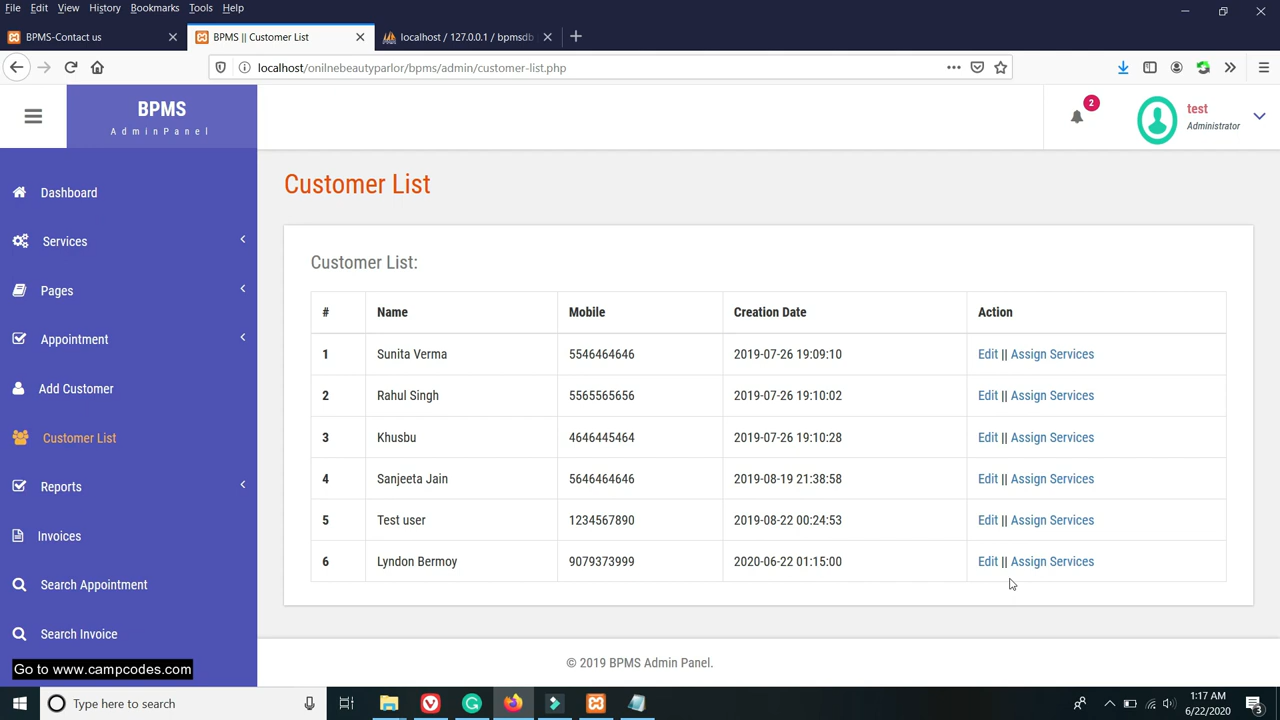 File Edit View History Bookmarks Tools Help
BPMS-Contact us
BPMS || Customer List
localhost / 127.0.0.1 / bpmsdb
localhost/onilnebeautyparlor/bpms/admin/customer-list.php
BPMS
AdminPanel
2
test
Administrator
Dashboard
Services
Pages
Appointment
Add Customer
Customer List
Reports
Invoices
Search Appointment
Search Invoice
Go to www.campcodes.com
Customer List
Customer List:
# Name Mobile Creation Date Action
1 Sunita Verma 5546464646 2019-07-26 19:09:10 Edit || Assign Services
2 Rahul Singh 5565565656 2019-07-26 19:10:02 Edit || Assign Services
3 Khusbu 4646445464 2019-07-26 19:10:28 Edit || Assign Services
4 Sanjeeta Jain 5646464646 2019-08-19 21:38:58 Edit || Assign Services
5 Test user 1234567890 2019-08-22 00:24:53 Edit || Assign Services
6 Lyndon Bermoy 9079373999 2020-06-22 01:15:00 Edit || Assign Services
© 2019 BPMS Admin Panel.
Type here to search
1:17 AM
6/22/2020
3